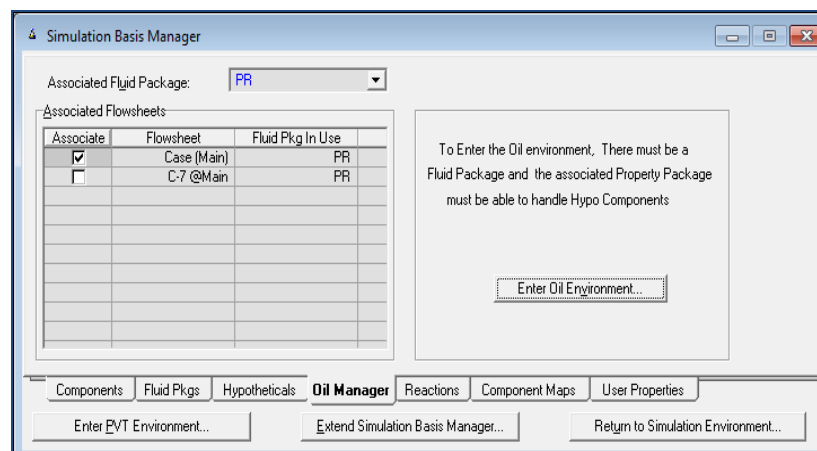 Simulation Basis Manager
Associated Fluid Package: PR
Associated Flowsheets
Associate Flowsheet Fluid Pkg In Use
Case (Main) PR
C-7 @Main PR
To Enter the Oil environment, There must be a
Fluid Package and the associated Property Package
must be able to handle Hypo Components
Enter Oil Environment...
Components Fluid Pkgs Hypotheticals Oil Manager Reactions Component Maps User Properties
Enter PVT Environment... Extend Simulation Basis Manager... Return to Simulation Environment...